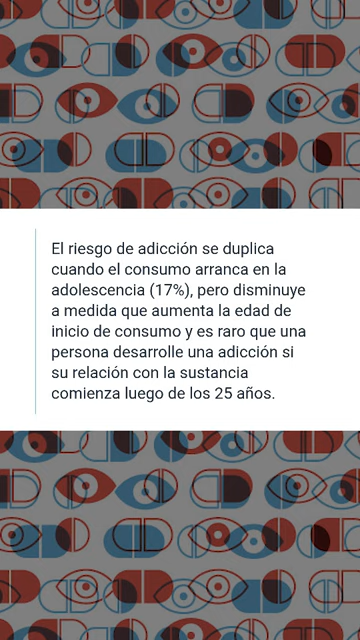 El riesgo de adicción se duplica
cuando el consumo arranca en la
adolescencia (17%), pero disminuye
a medida que aumenta la edad de
inicio de consumo y es raro que una
persona desarrolle una adicción si
su relación con la sustancia
comienza luego de los 25 años.